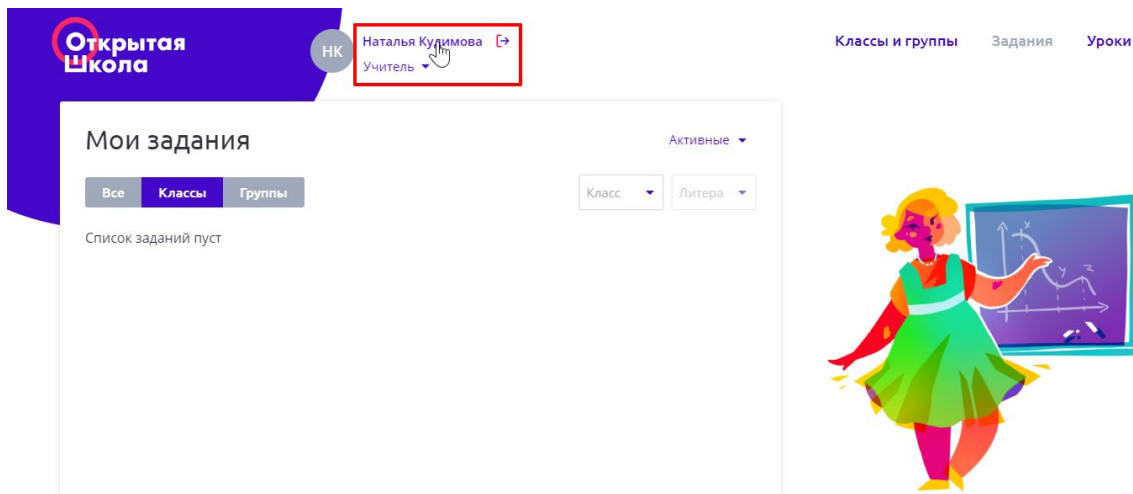 Открытая
Школа
НК
Наталья Кулимова
Учитель
Классы и группы Задания Уроки
Мои задания
Активные
Все Классы Группы
Класс Литера
Список заданий пуст
x
y
z